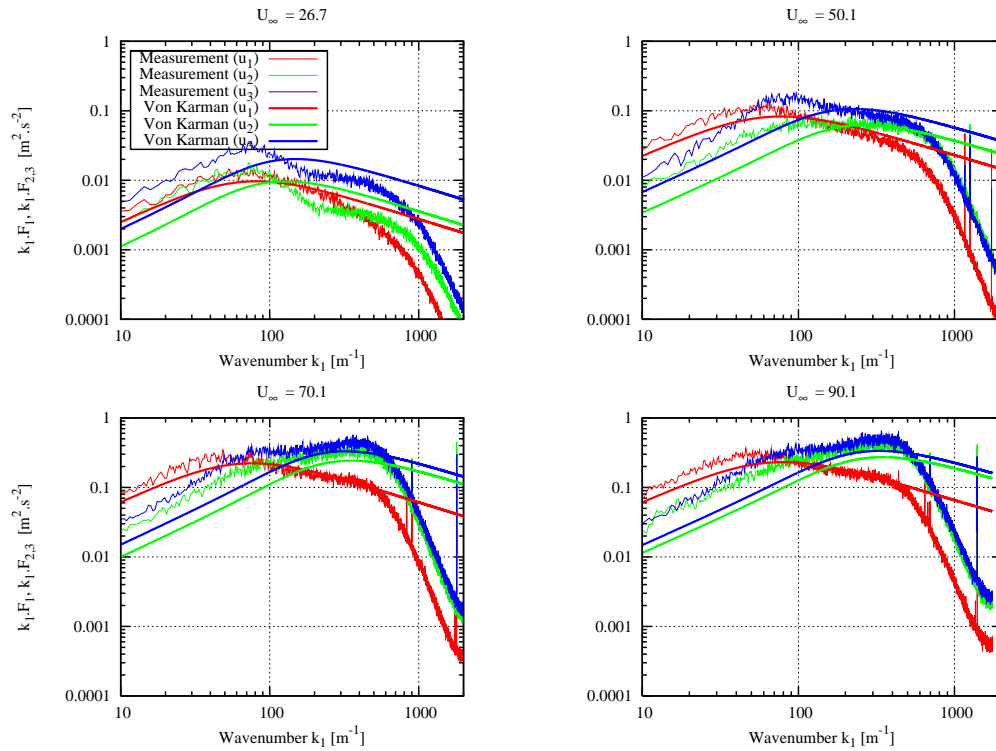 U∞ = 26.7
k₁.F₁, k₁.F₂,₃ [m².s⁻²]
1
0.1
0.01
0.001
0.0001
Measurement (u₁)
Measurement (u₂)
Measurement (u₃)
Von Karman (u₁)
Von Karman (u₂)
Von Karman (u
10
100
1000
Wavenumber k₁ [m⁻¹]
U∞ = 50.1
1
0.1
0.01
0.001
0.0001
10
100
1000
Wavenumber k₁ [m⁻¹]
U∞ = 70.1
k₁.F₁, k₁.F₂,₃ [m².s⁻²]
1
0.1
0.01
0.001
0.0001
10
100
1000
Wavenumber k₁ [m⁻¹]
U∞ = 90.1
1
0.1
0.01
0.001
0.0001
10
100
1000
Wavenumber k₁ [m⁻¹]